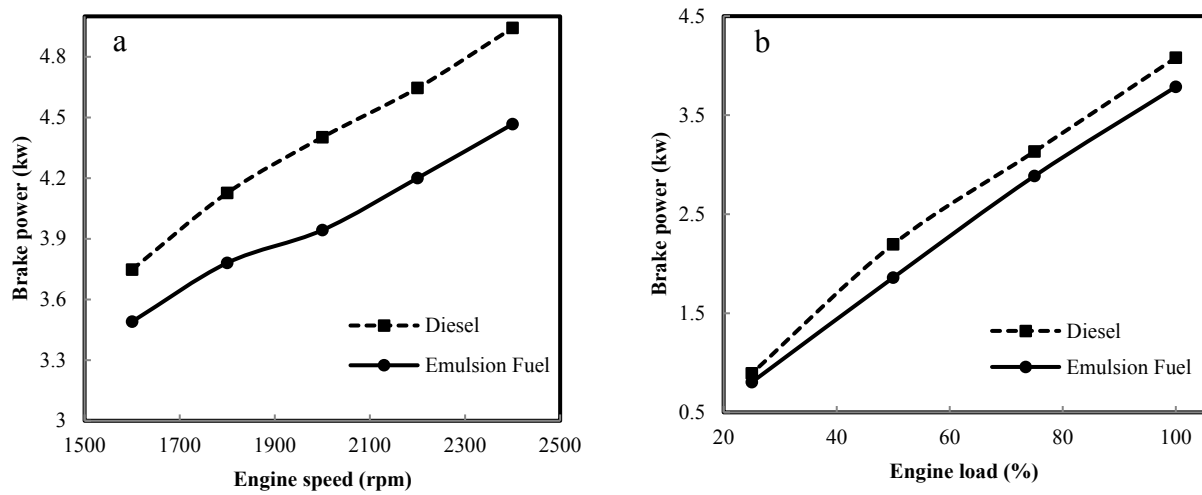 a
4.8
4.5
4.2
3.9
3.6
3.3
3
Brake power (kw)
Diesel
Emulsion Fuel
1500 1700 1900 2100 2300 2500
Engine speed (rpm)
b
4.5
3.5
2.5
1.5
0.5
Brake power (kw)
Diesel
Emulsion Fuel
20 40 60 80 100
Engine load (%)